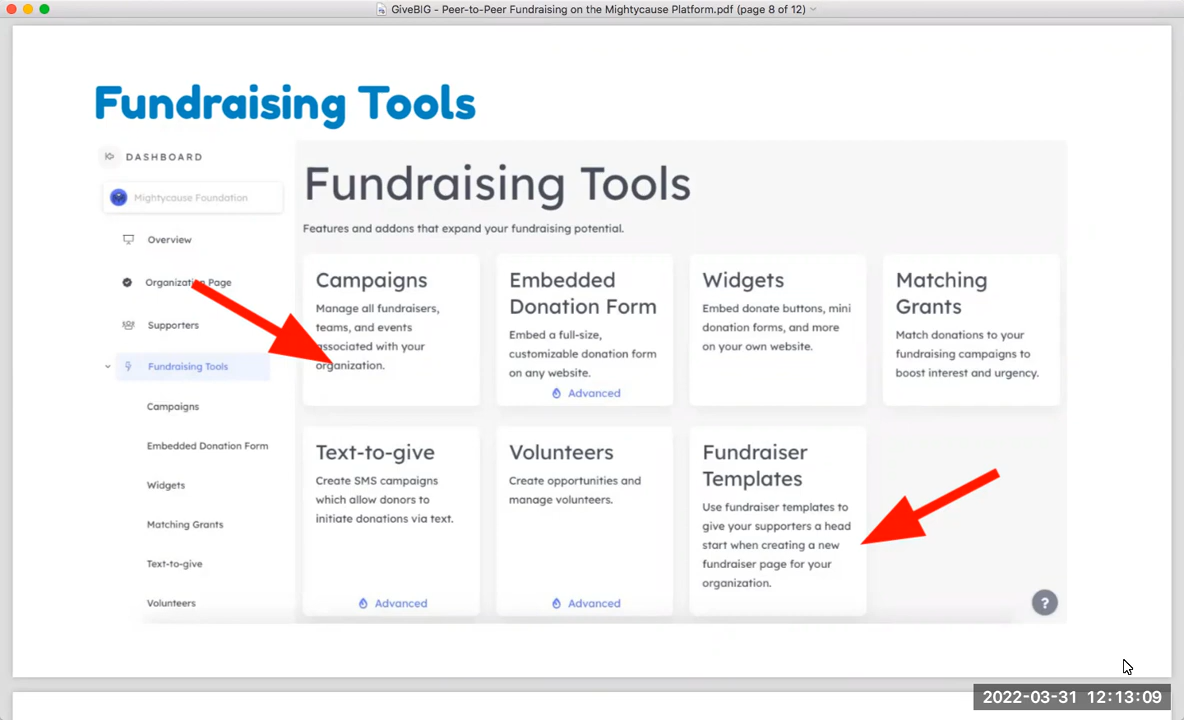 GiveBIG - Peer-to-Peer Fundraising on the Mightycause Platform.pdf (page 8 of 12)
Fundraising Tools
DASHBOARD
Mightycause Foundation
Overview
Organization Page
Supporters
Fundraising Tools
Campaigns
Embedded Donation Form
Widgets
Matching Grants
Text-to-give
Volunteers
Fundraising Tools
Features and addons that expand your fundraising potential.
Campaigns
Manage all fundraisers,
teams, and events
associated with your
organization.
Embedded
Donation Form
Embed a full-size,
customizable donation form
on any website.
Advanced
Widgets
Embed donate buttons, mini
donation forms, and more
on your own website.
Matching
Grants
Match donations to your
fundraising campaigns to
boost interest and urgency.
Text-to-give
Create SMS campaigns
which allow donors to
initiate donations via text.
Advanced
Volunteers
Create opportunities and
manage volunteers.
Advanced
Fundraiser
Templates
Use fundraiser templates to
give your supporters a head
start when creating a new
fundraiser page for your
organization.
?
2022-03-31 12:13:09